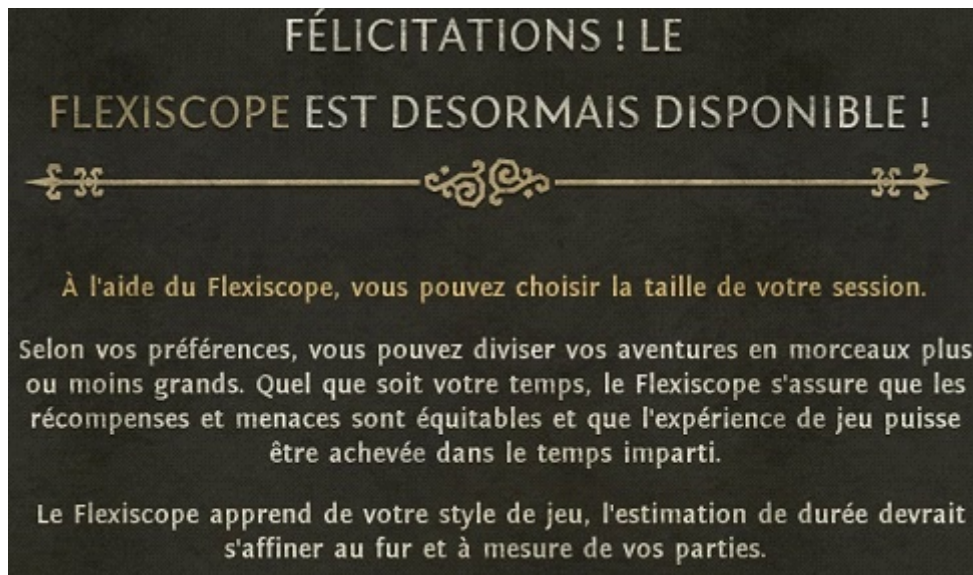 FÉLICITATIONS ! LE
FLEXISCOPE EST DESORMAIS DISPONIBLE !
À l'aide du Flexiscope, vous pouvez choisir la taille de votre session.
Selon vos préférences, vous pouvez diviser vos aventures en morceaux plus
ou moins grands. Quel que soit votre temps, le Flexiscope s'assure que les
récompenses et menaces sont équitables et que l'expérience de jeu puisse
être achevée dans le temps imparti.
Le Flexiscope apprend de votre style de jeu, l'estimation de durée devrait
s'affiner au fur et à mesure de vos parties.